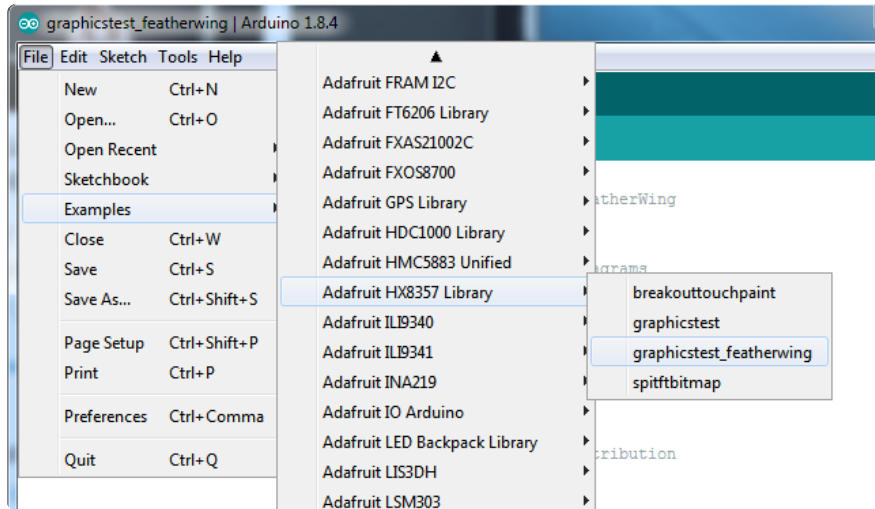 graphicstest_featherwing | Arduino 1.8.4
File Edit Sketch Tools Help
New Ctrl+N
Open... Ctrl+O
Open Recent
Sketchbook
Examples
Close Ctrl+W
Save Ctrl+S
Save As... Ctrl+Shift+S
Page Setup Ctrl+Shift+P
Print Ctrl+P
Preferences Ctrl+Comma
Quit Ctrl+Q
Adafruit FRAM I2C
Adafruit FT6206 Library
Adafruit FXAS21002C
Adafruit FXOS8700
Adafruit GPS Library
Adafruit HDC1000 Library
Adafruit HMC5883 Unified
Adafruit HX8357 Library
Adafruit ILI9340
Adafruit ILI9341
Adafruit INA219
Adafruit IO Arduino
Adafruit LED Backpack Library
Adafruit LIS3DH
Adafruit LSM303
breakouttouchpaint
graphicstest
graphicstest_featherwing
spitftbitmap
atherWing
agrams
tribution